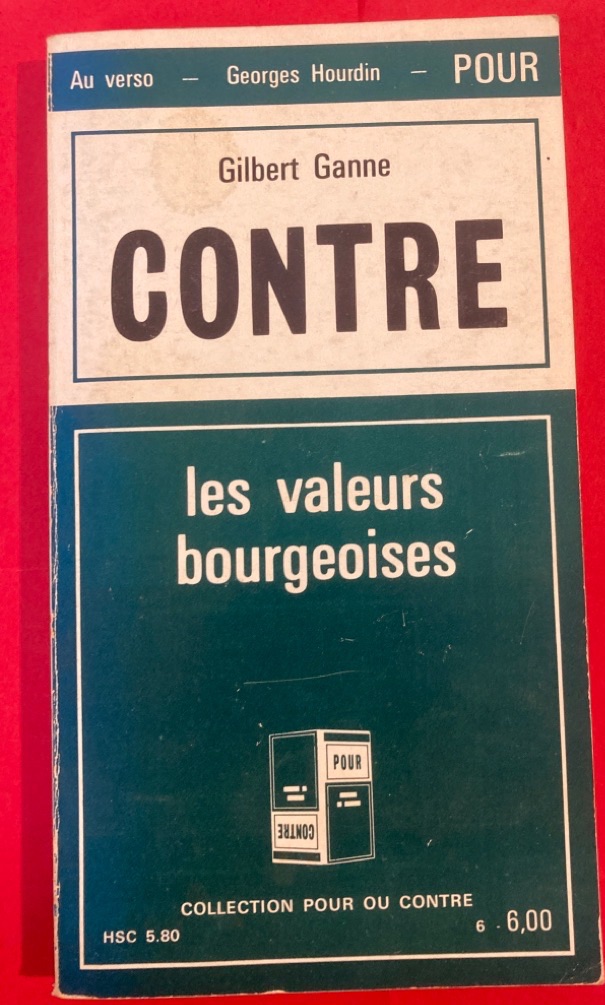 Au verso — Georges Hourdin — POUR
Gilbert Ganne
CONTRE
les valeurs
bourgeoises
POUR
CONTRE
COLLECTION POUR OU CONTRE
HSC 5.80
6 - 6,00